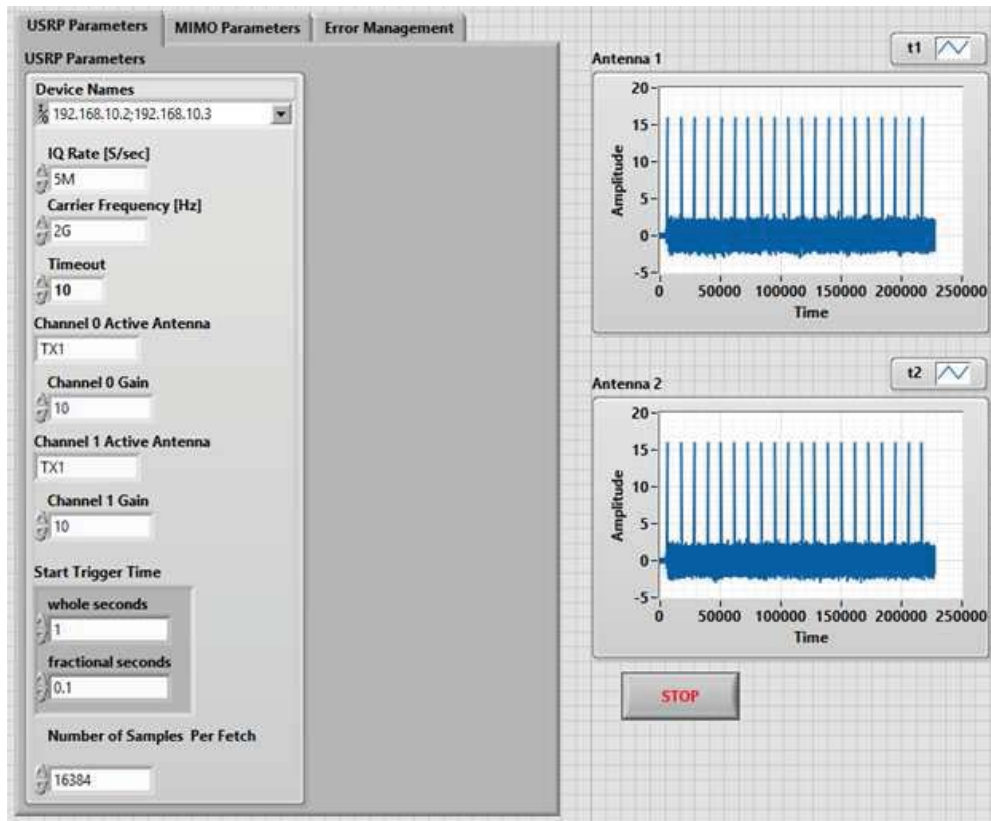 USRP Parameters MIMO Parameters Error Management
USRP Parameters
Device Names
192.168.10.2;192.168.10.3
IQ Rate [S/sec]
5M
Carrier Frequency [Hz]
2G
Timeout
10
Channel 0 Active Antenna
TX1
Channel 0 Gain
10
Channel 1 Active Antenna
TX1
Channel 1 Gain
10
Start Trigger Time
whole seconds
1
fractional seconds
0.1
Number of Samples Per Fetch
16384
Antenna 1
t1
Amplitude
20
15
10
5
0
-5
0 50000 100000 150000 200000 250000
Time
Antenna 2
t2
Amplitude
20
15
10
5
0
-5
0 50000 100000 150000 200000 250000
Time
STOP